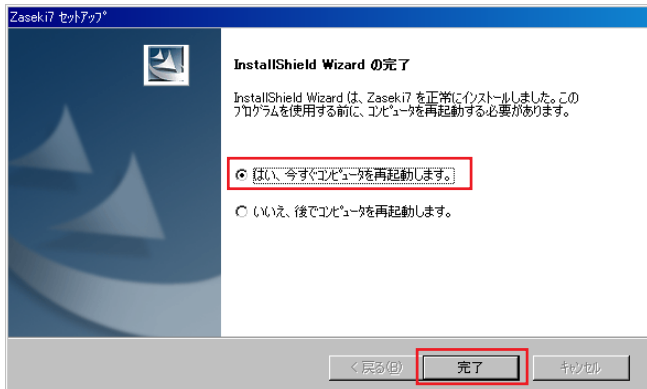 Zaseki7 ｾｯﾄｱｯﾌﾟ
InstallShield Wizard の完了
InstallShield Wizard は、Zaseki7 を正常にインストールしました。この
プログラムを使用する前に、コンピュータを再起動する必要があります。
はい、今すぐコンピュータを再起動します。
いいえ、後でコンピュータを再起動します。
< 戻る(B)
完了
キャンセル